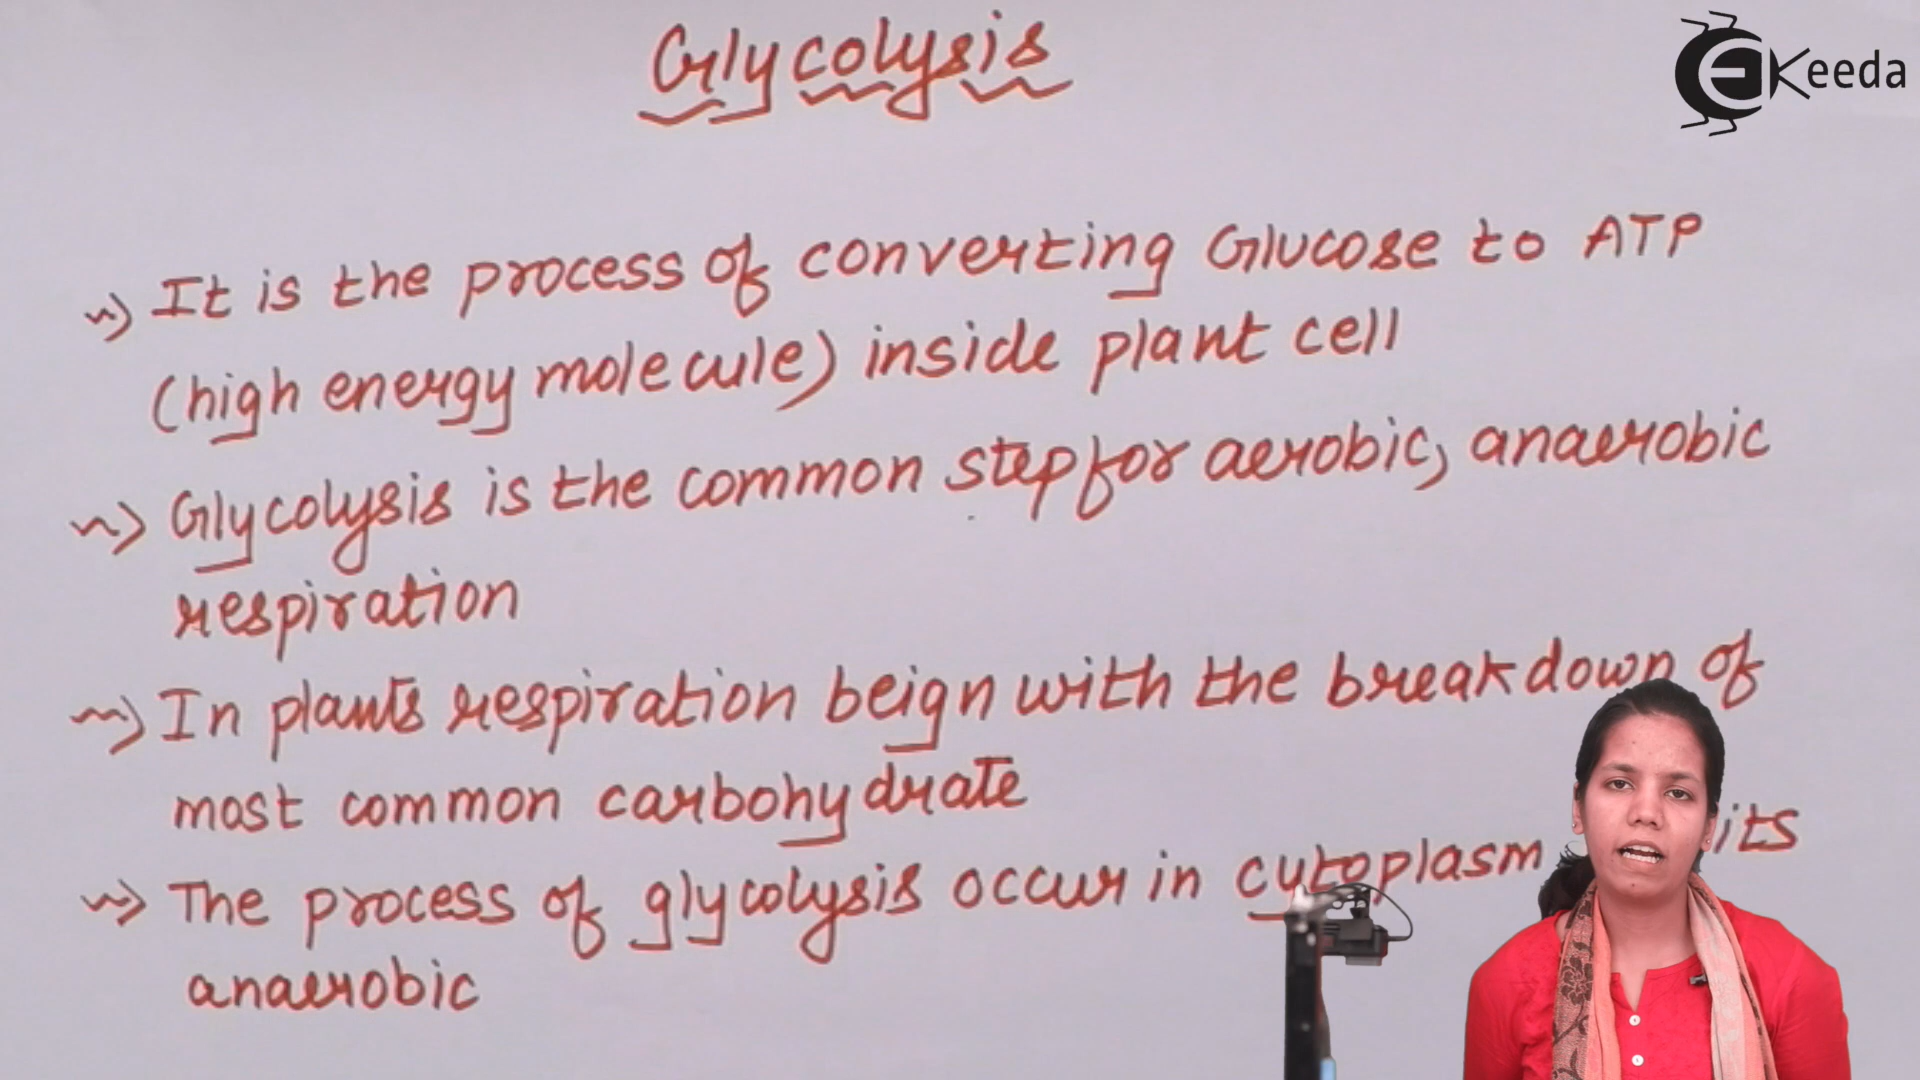 Glycolysis
EKeeda
It is the process of converting Glucose to ATP
(high energy molecule) inside plant cell
Glycolysis is the common step for aerobic, anaerobic
respiration
In plants respiration beign with the breakdown of
most common carbohydrate
The process of glycolysis occur in cytoplasm its
anaerobic